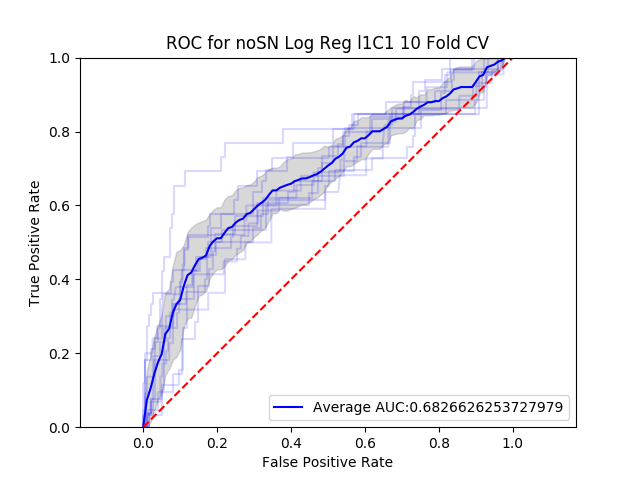 ROC for noSN Log Reg l1C1 10 Fold CV
1.0
0.8
0.6
0.4
0.2
0.0
True Positive Rate
Average AUC:0.6826626253727979
0.0 0.2 0.4 0.6 0.8 1.0
False Positive Rate